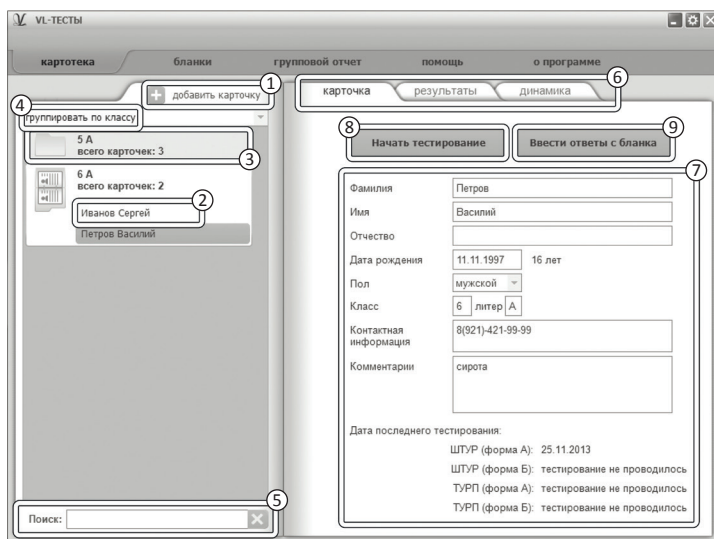 VL-ТЕСТЫ
картотека бланки групповой отчет помощь о программе
1
6
добавить карточку
карточка результаты динамика
4
группировать по классу
8
9
Начать тестирование Ввести ответы с бланка
5 А
всего карточек: 3
3
7
6 А
всего карточек: 2
2
Иванов Сергей
Петров Василий
Фамилия Петров
Имя Василий
Отчество
Дата рождения 11.11.1997 16 лет
Пол мужской
Класс 6 литер А
Контактная информация 8(921)-421-99-99
Комментарии сирота
Дата последнего тестирования:
ШТУР (форма А): 25.11.2013
ШТУР (форма Б): тестирование не проводилось
ТУРП (форма А): тестирование не проводилось
ТУРП (форма Б): тестирование не проводилось
5
Поиск: